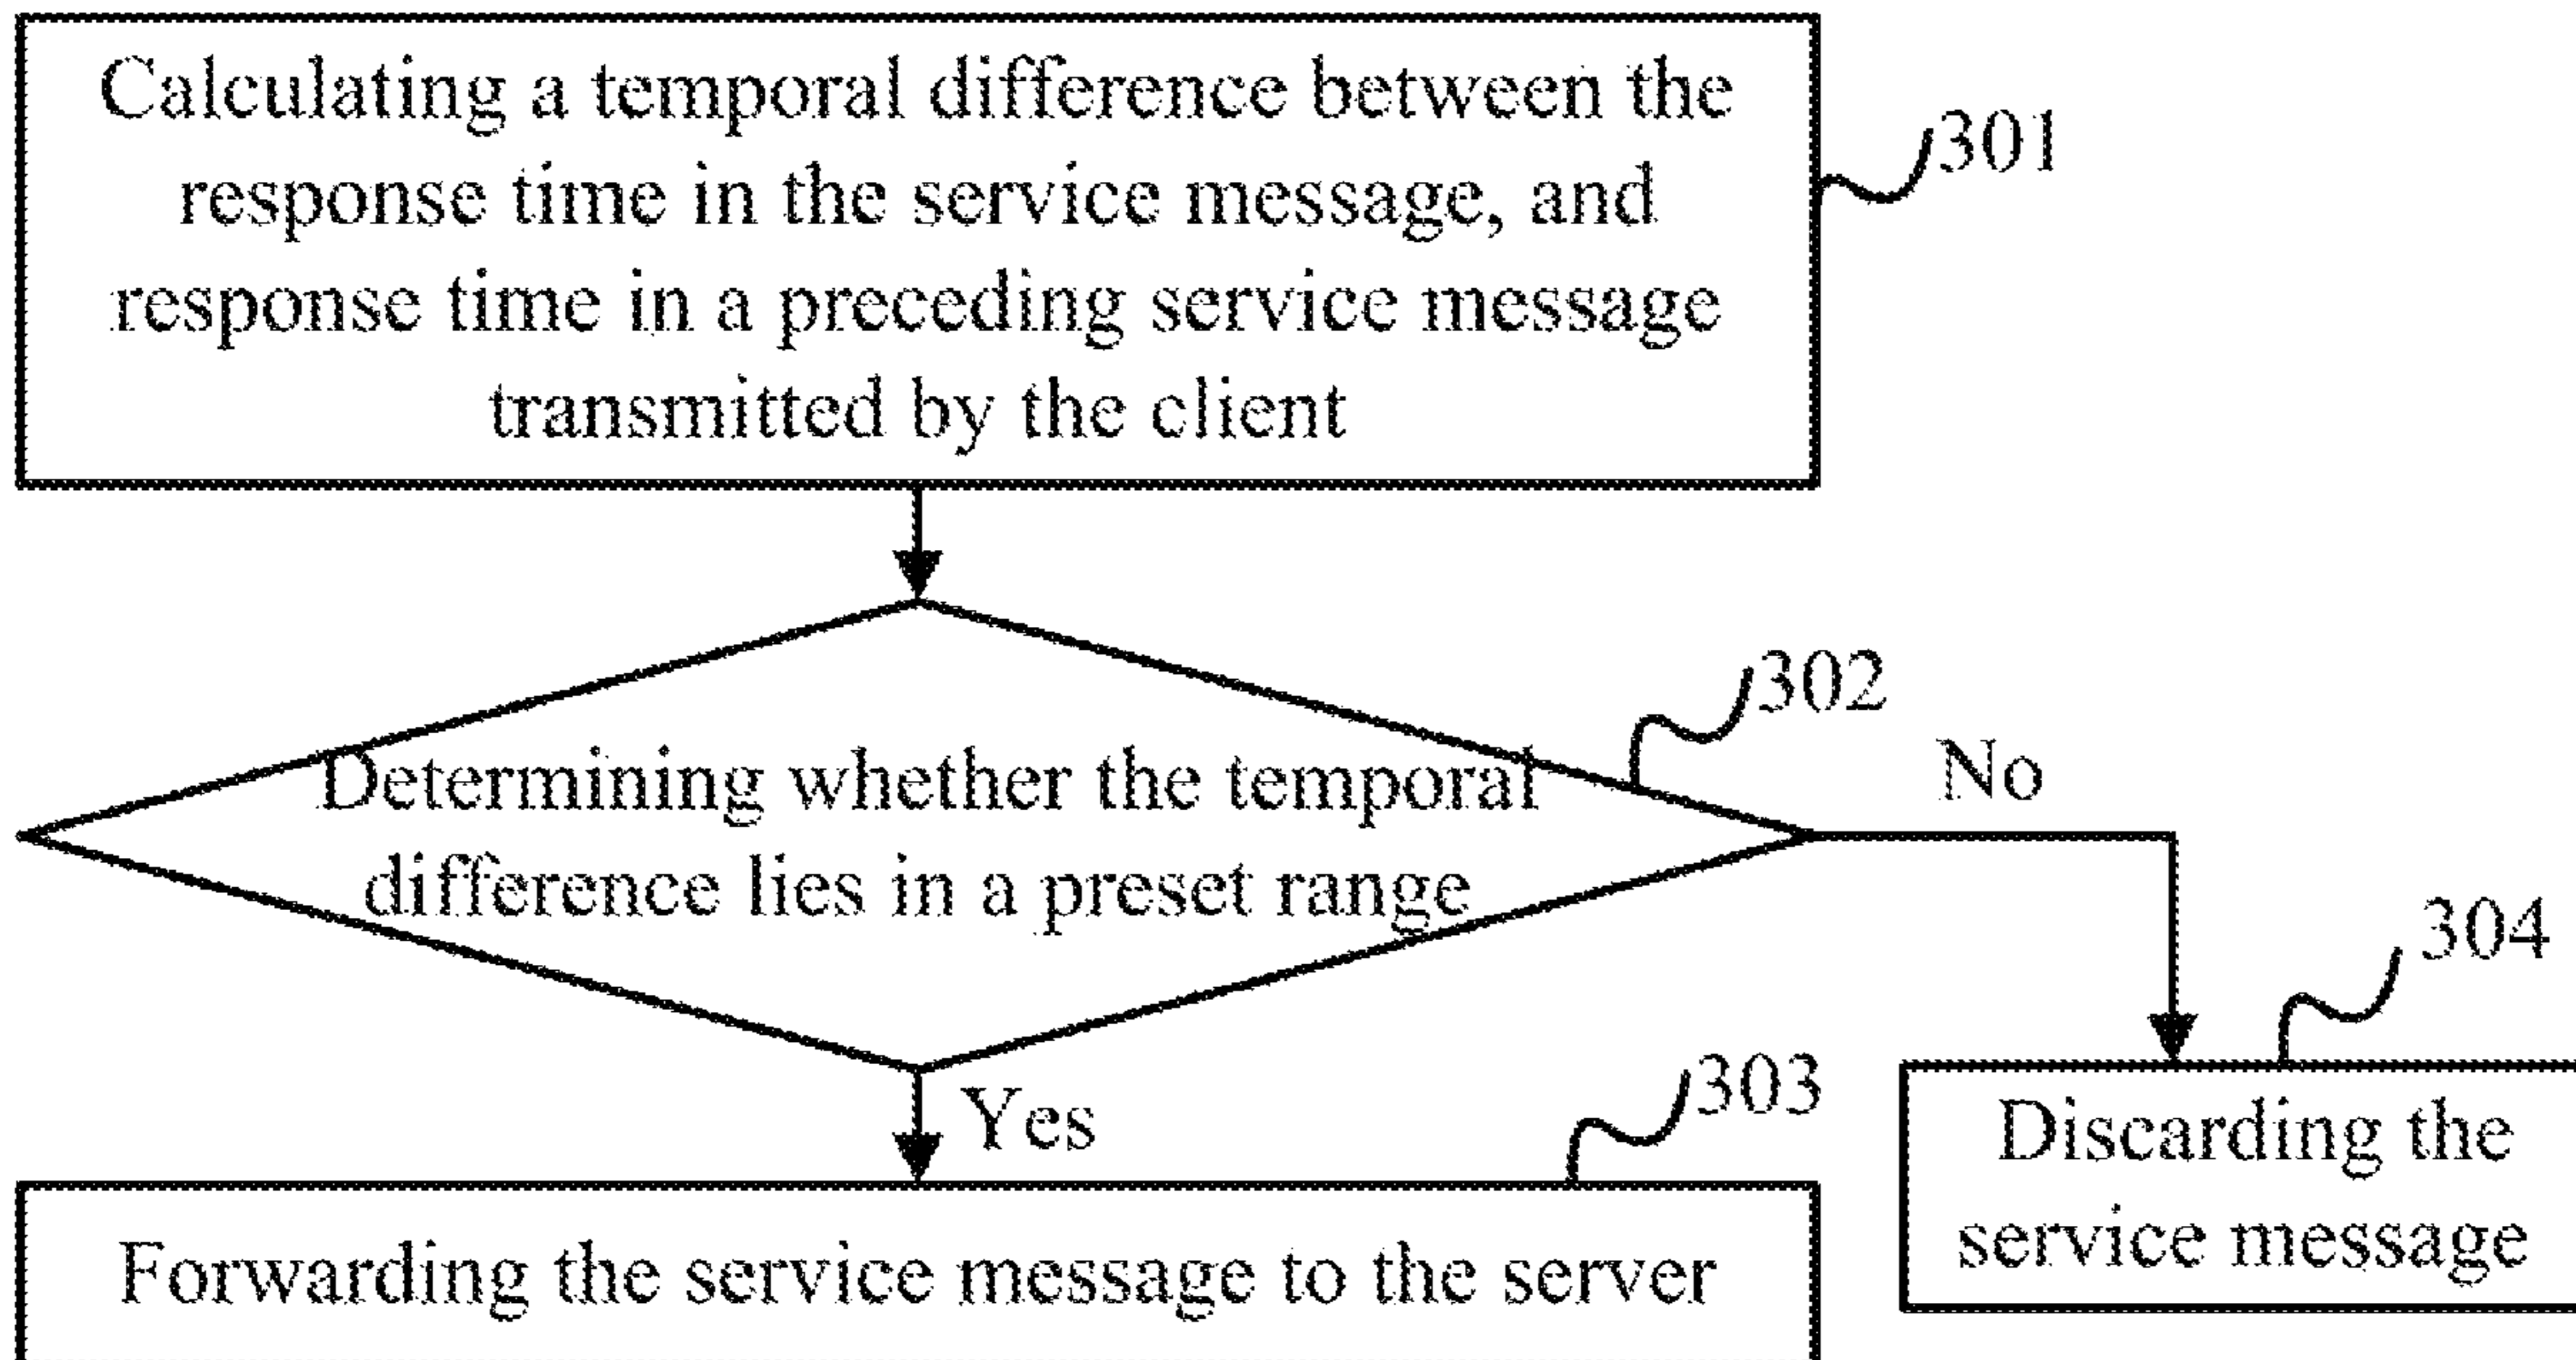 Calculating a temporal difference between the
response time in the service message, and
response time in a preceding service message
transmitted by the client
301
302
Determining whether the temporal
difference lies in a preset range
No
304
Yes
303
Discarding the
service message
Forwarding the service message to the server